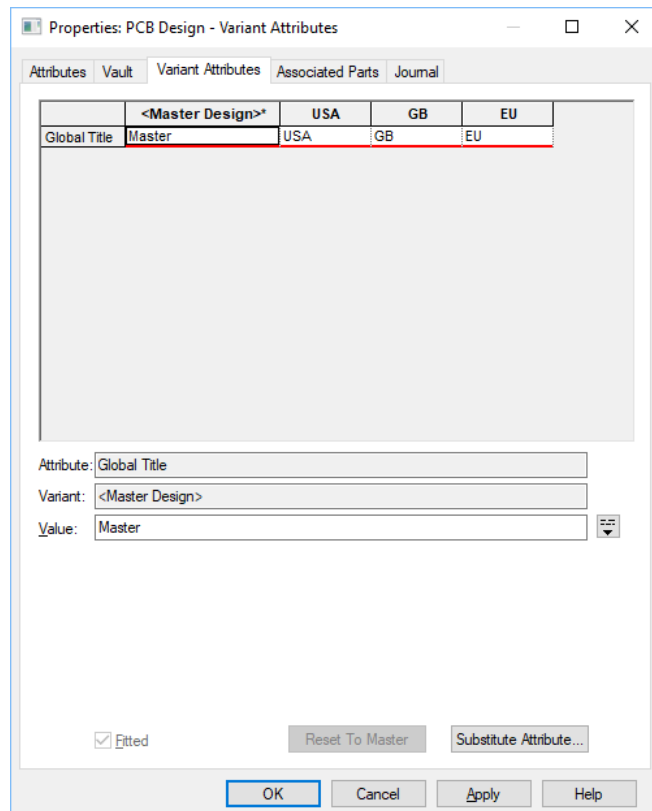 Properties: PCB Design - Variant Attributes
Attributes Vault Variant Attributes Associated Parts Journal
<Master Design>* USA GB EU
Global Title Master USA GB EU
Attribute: Global Title
Variant: <Master Design>
Value: Master
Fitted Reset To Master Substitute Attribute...
OK Cancel Apply Help